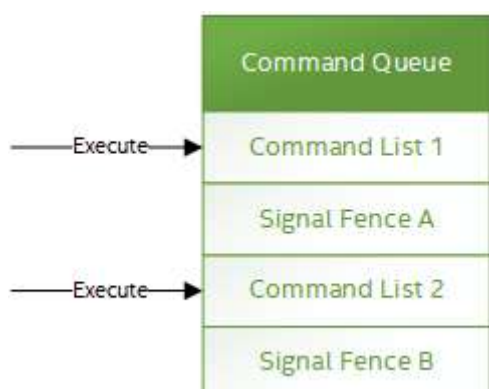 Command Queue
Execute
Command List 1
Signal Fence A
Execute
Command List 2
Signal Fence B